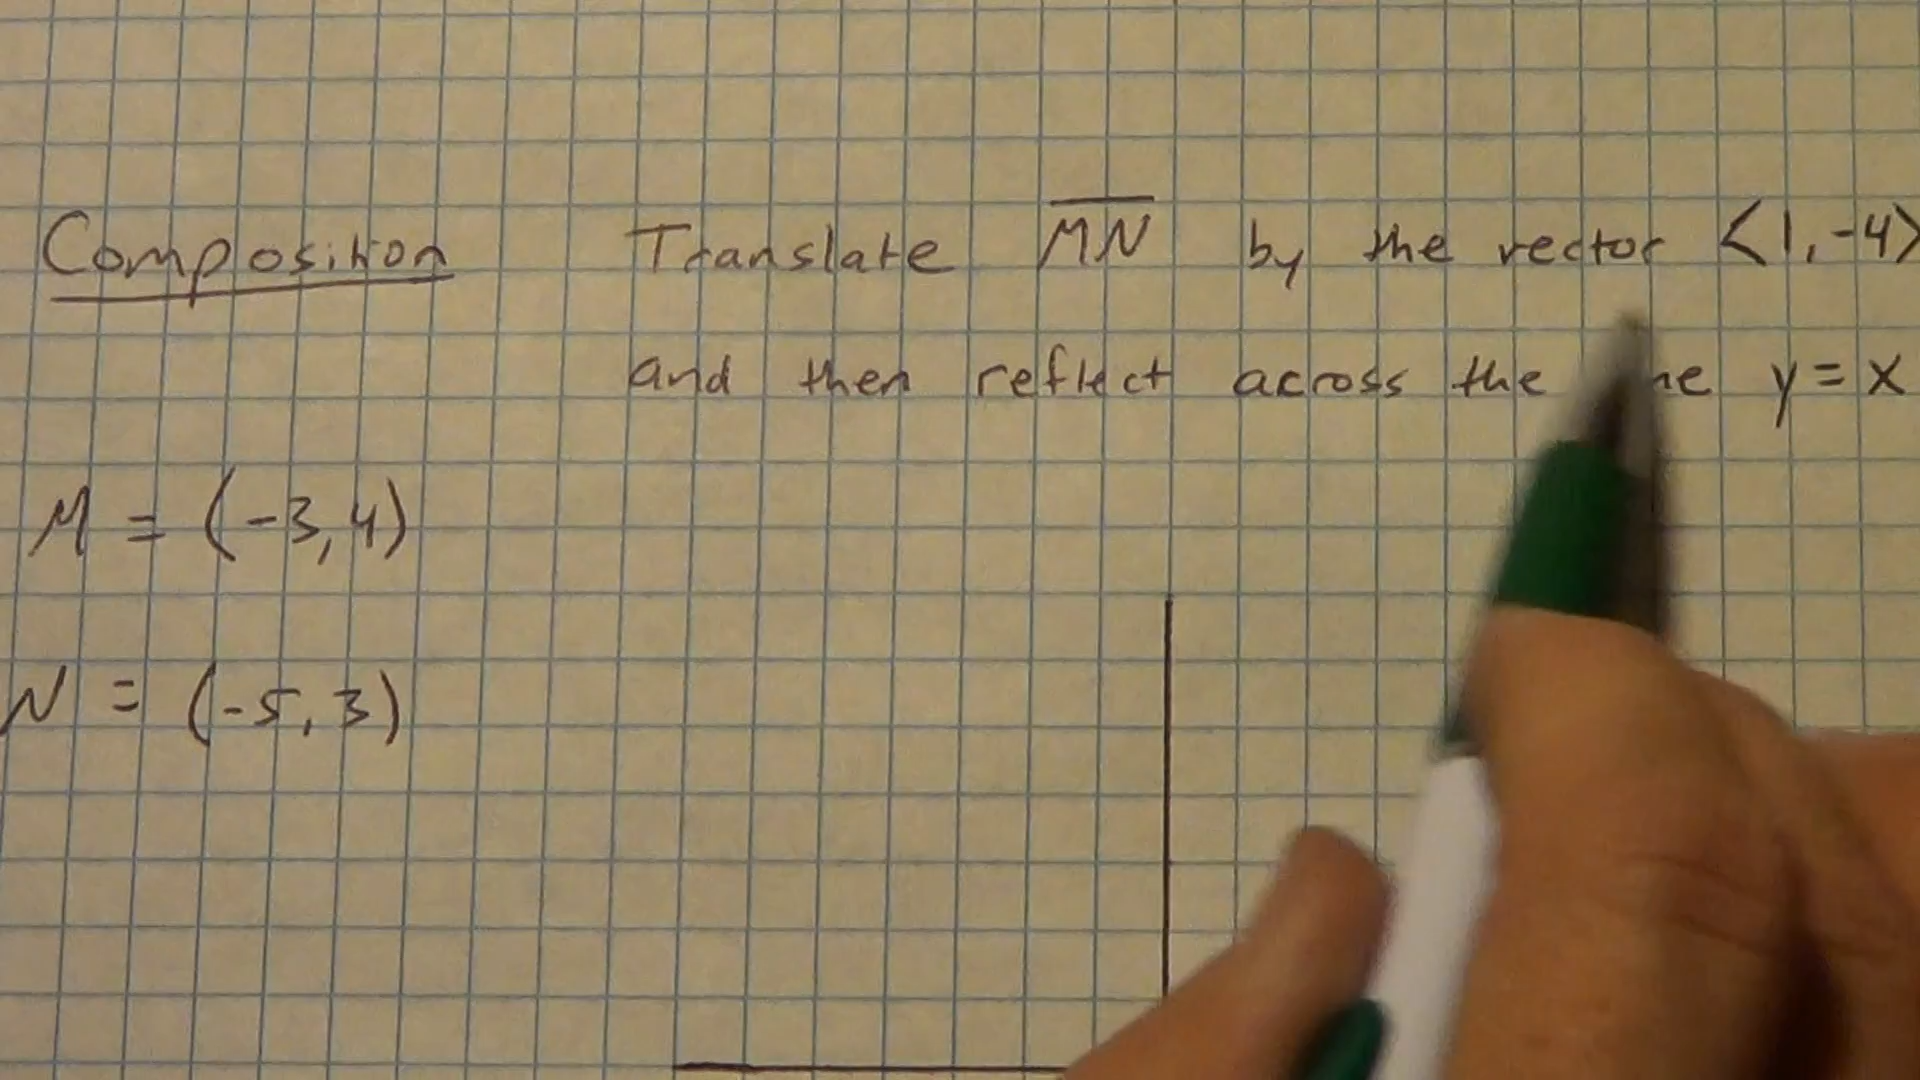 Composition Translate MN by the vector <1, -4>
and then reflect across the y = x
M = (-3, 4)
N = (-5, 3)